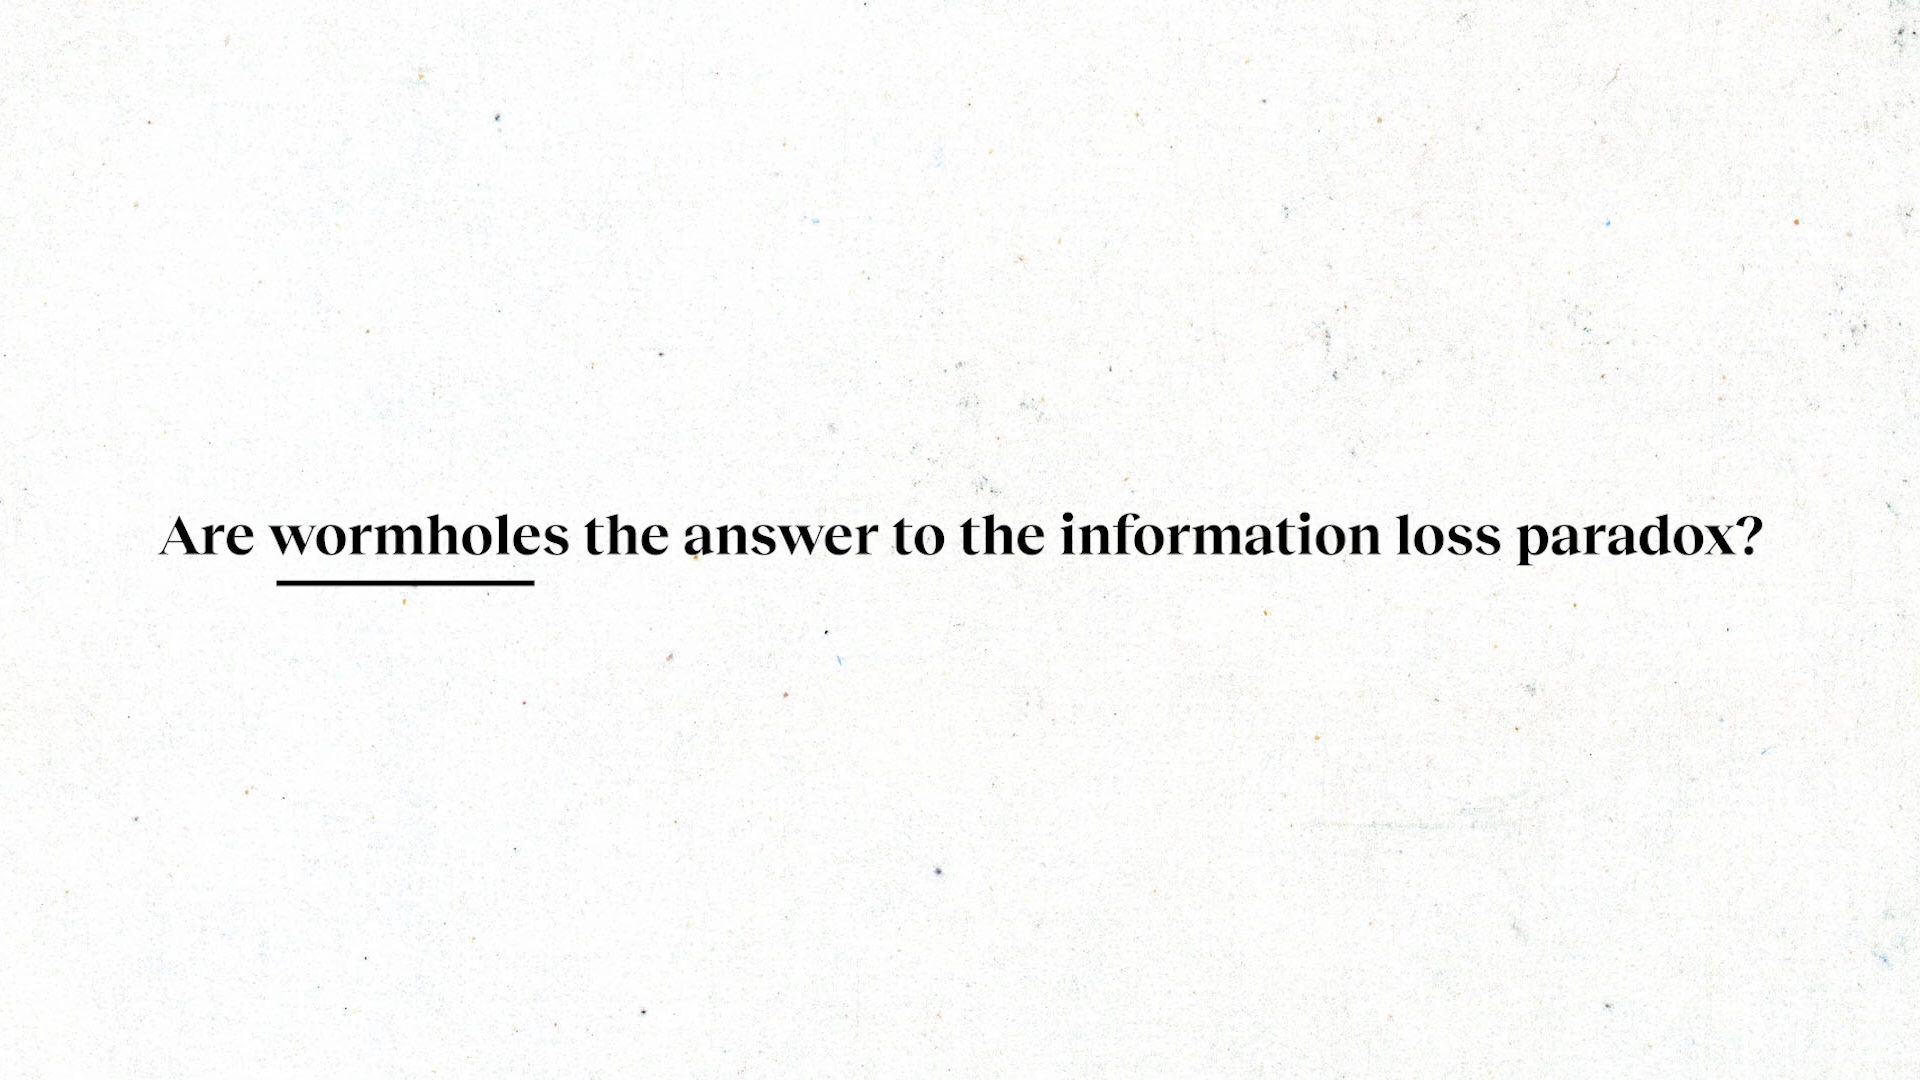 Are wormholes the answer to the information loss paradox?